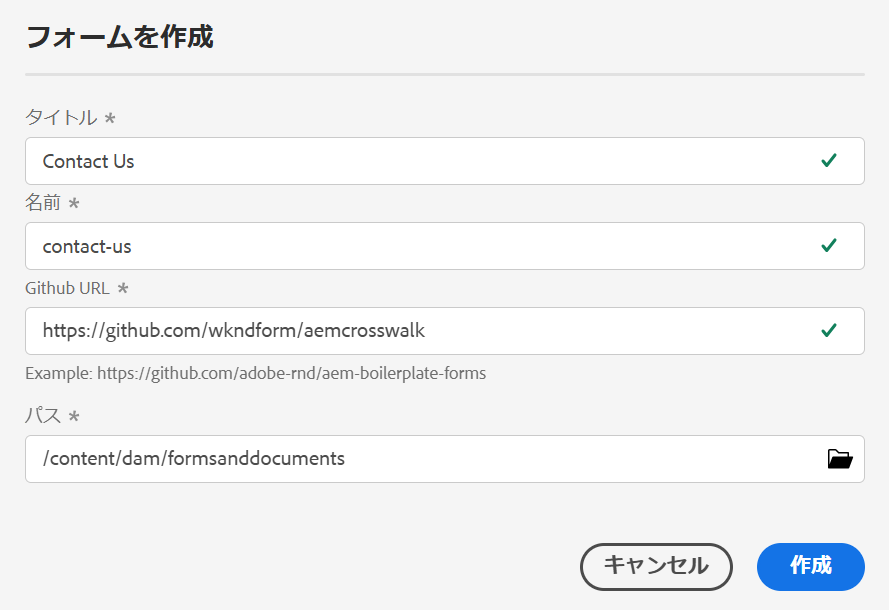 フォームを作成
タイトル *
Contact Us
名前 *
contact-us
Github URL *
https://github.com/wkndform/aemcrosswalk
Example: https://github.com/adobe-rnd/aem-boilerplate-forms
パス *
/content/dam/formsanddocuments
キャンセル
作成